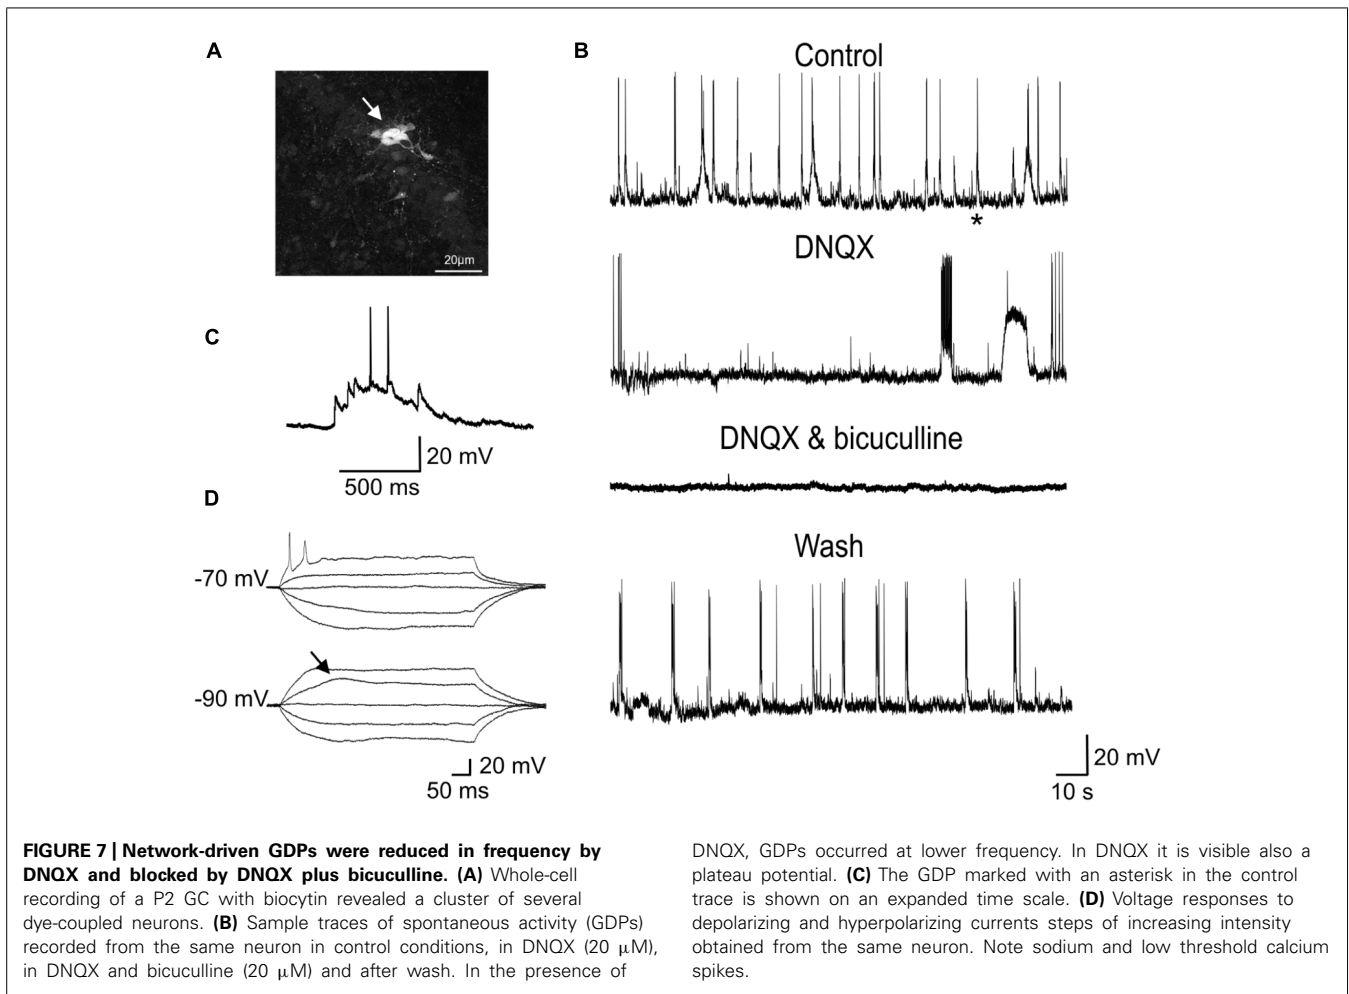 A
20μm
B
Control
*
DNQX
DNQX & bicuculline
Wash
20 mV
10 s
C
20 mV
500 ms
D
-70 mV
-90 mV
20 mV
50 ms
FIGURE 7 | Network-driven GDPs were reduced in frequency by
DNQX and blocked by DNQX plus bicuculline. (A) Whole-cell
recording of a P2 GC with biocytin revealed a cluster of several
dye-coupled neurons. (B) Sample traces of spontaneous activity (GDPs)
recorded from the same neuron in control conditions, in DNQX (20 μM),
in DNQX and bicuculline (20 μM) and after wash. In the presence of
DNQX, GDPs occurred at lower frequency. In DNQX it is visible also a
plateau potential. (C) The GDP marked with an asterisk in the control
trace is shown on an expanded time scale. (D) Voltage responses to
depolarizing and hyperpolarizing currents steps of increasing intensity
obtained from the same neuron. Note sodium and low threshold calcium
spikes.